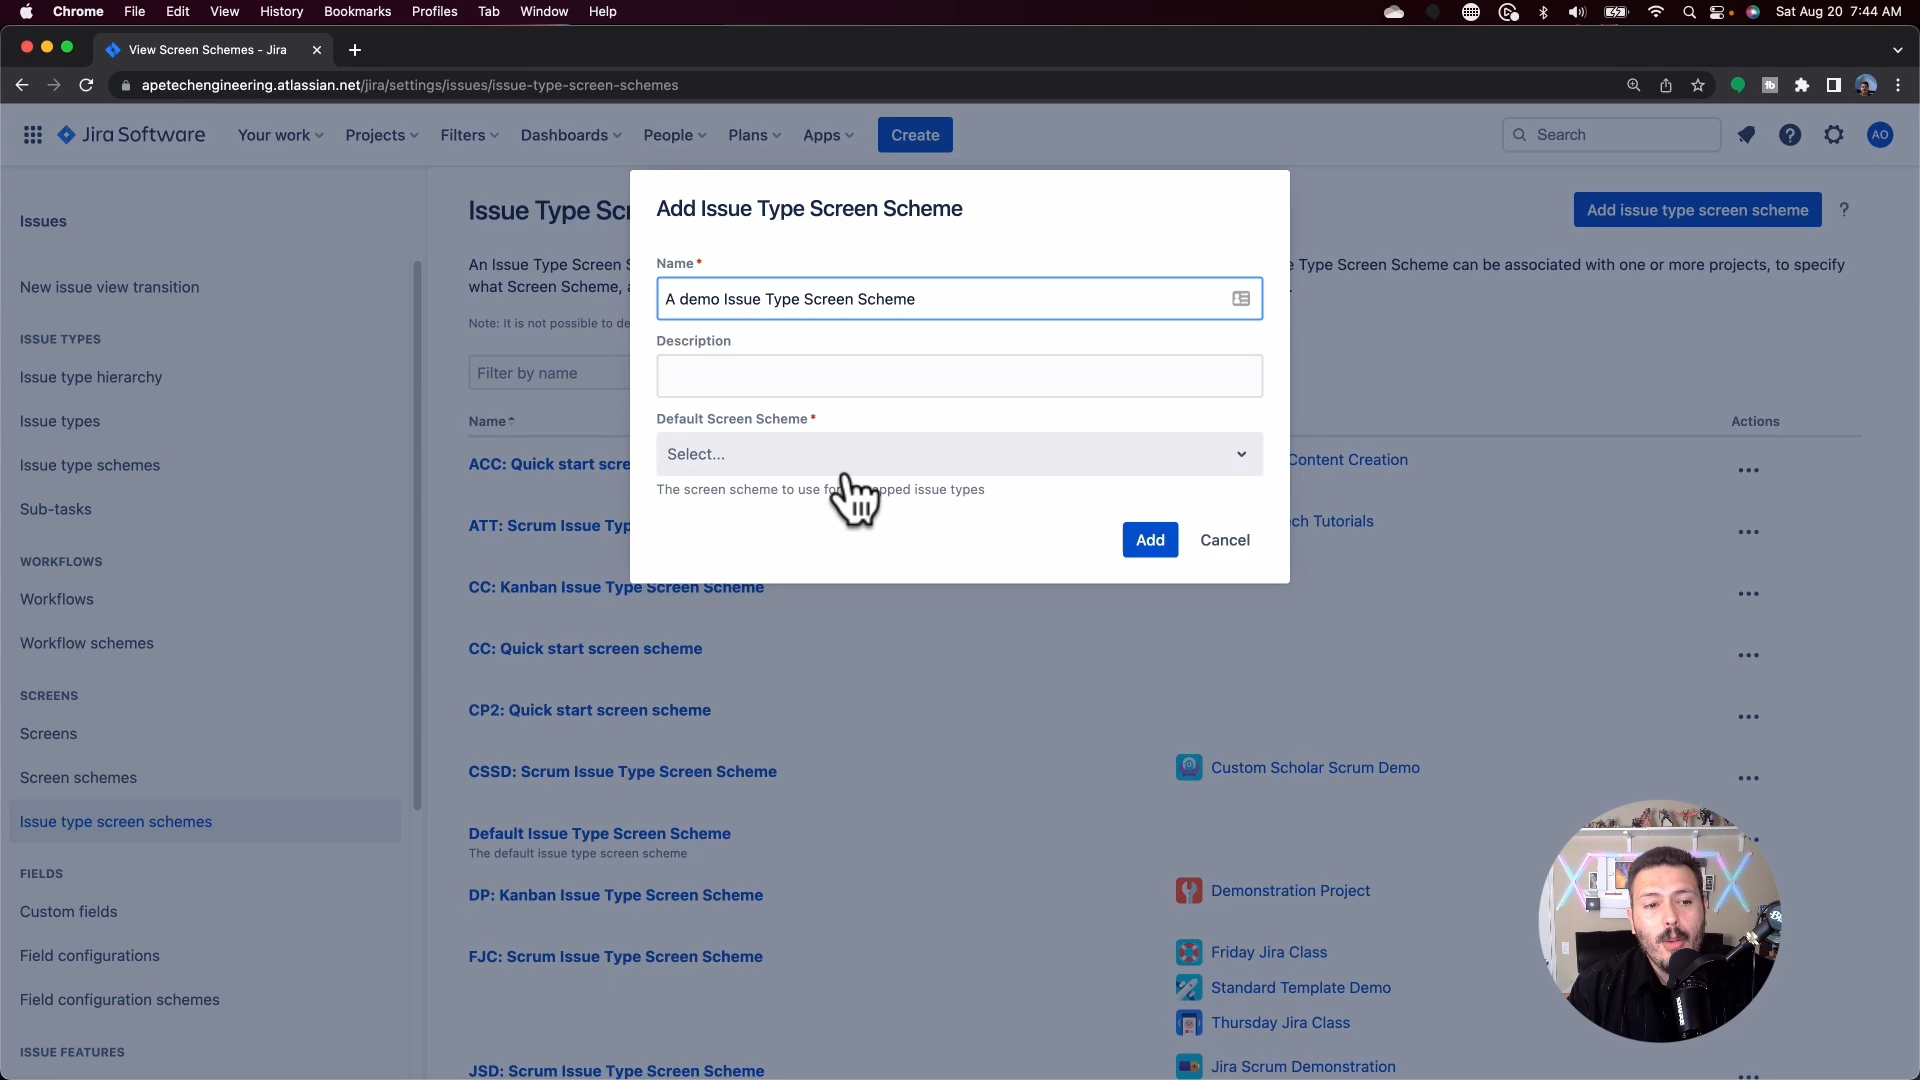 Chrome File Edit View History Bookmarks Profiles Tab Window Help
Sat Aug 20 7:44 AM
View Screen Schemes - Jira
apetechengineering.atlassian.net/jira/settings/issues/issue-type-screen-schemes
Jira Software Your work Projects Filters Dashboards People Plans Apps Create
Search
AO
Issues
New issue view transition
ISSUE TYPES
Issue type hierarchy
Issue types
Issue type schemes
Sub-tasks
WORKFLOWS
Workflows
Workflow schemes
SCREENS
Screens
Screen schemes
Issue type screen schemes
FIELDS
Custom fields
Field configurations
Field configuration schemes
ISSUE FEATURES
Issue Type Scr
Add issue type screen scheme
An Issue Type Screen S
Type Screen Scheme can be associated with one or more projects, to specify
what Screen Scheme, a
Note: It is not possible to de
Filter by name
Name
Actions
ACC: Quick start scre
Content Creation
ATT: Scrum Issue Typ
ch Tutorials
CC: Kanban Issue Type Screen Scheme
CC: Quick start screen scheme
CP2: Quick start screen scheme
CSSD: Scrum Issue Type Screen Scheme
Custom Scholar Scrum Demo
Default Issue Type Screen Scheme
The default issue type screen scheme
DP: Kanban Issue Type Screen Scheme
Demonstration Project
FJC: Scrum Issue Type Screen Scheme
Friday Jira Class
Standard Template Demo
Thursday Jira Class
JSD: Scrum Issue Type Screen Scheme
Jira Scrum Demonstration
Add Issue Type Screen Scheme
Name *
A demo Issue Type Screen Scheme
Description
Default Screen Scheme *
Select...
The screen scheme to use for pped issue types
Add
Cancel